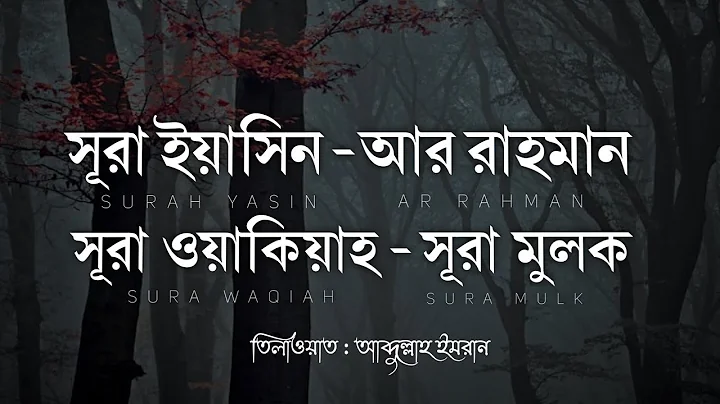 সূরা ইয়াসিন - আর রাহমান
SURAH YASIN AR RAHMAN
সূরা ওয়াকিয়াহ - সূরা মুলক
SURA WAQIAH SURA MULK
তিলাওয়াত : আব্দুল্লাহ ইমরান